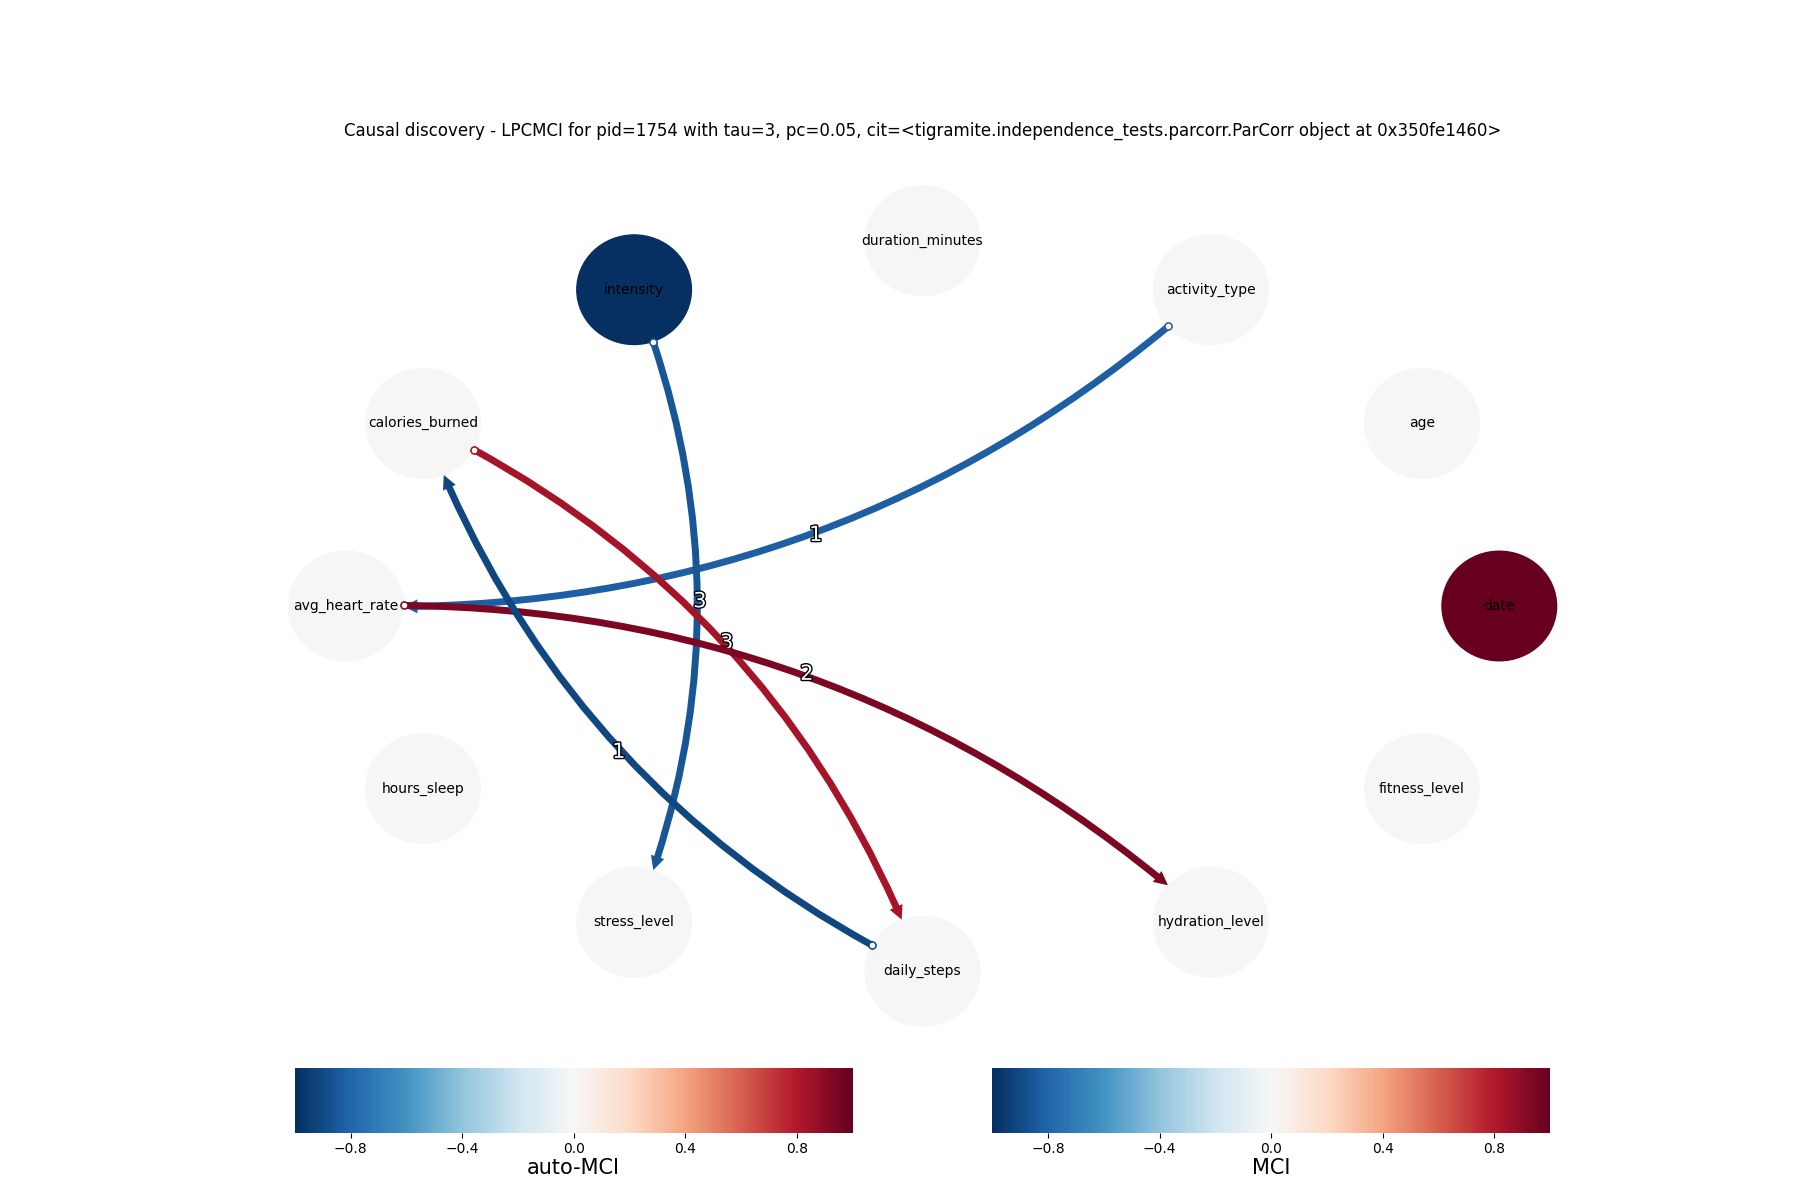 Causal discovery - LPCMCI for pid=1754 with tau=3, pc=0.05, cit=<tigramite.independence_tests.parcorr.ParCorr object at 0x350fe1460>
duration_minutes
intensity
activity_type
calories_burned
age
1
avg_heart_rate
3
date
3
2
1
hours_sleep
fitness_level
stress_level
hydration_level
daily_steps
−0.8 −0.4 0.0 0.4 0.8
auto-MCI
−0.8 −0.4 0.0 0.4 0.8
MCI